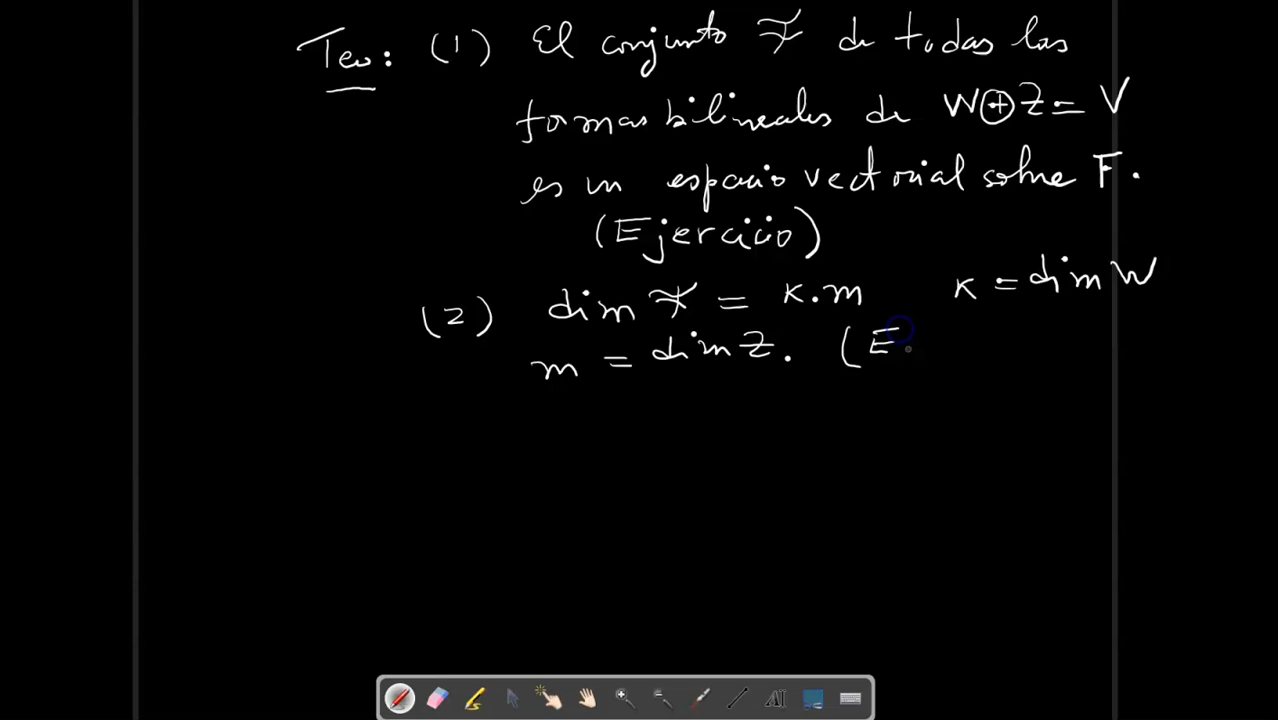 Teo: (1) El conjunto F de todas las
formas bilineales de W⊕Z=V
es un espacio vectorial sobre F.
(Ejercicio)
(2) dim F = K.m K = dim W
m = dim Z. (E
AI